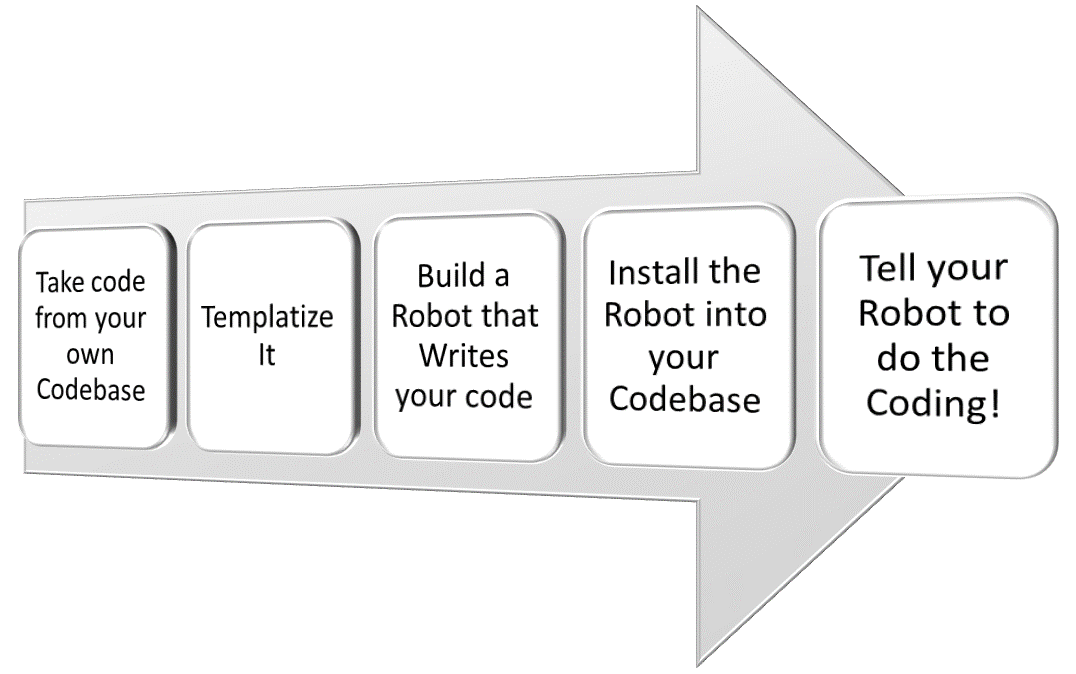 Take code
from your
own
Codebase
Templatize
It
Build a
Robot that
Writes
your code
Install the
Robot into
your
Codebase
Tell your
Robot to
do the
Coding!